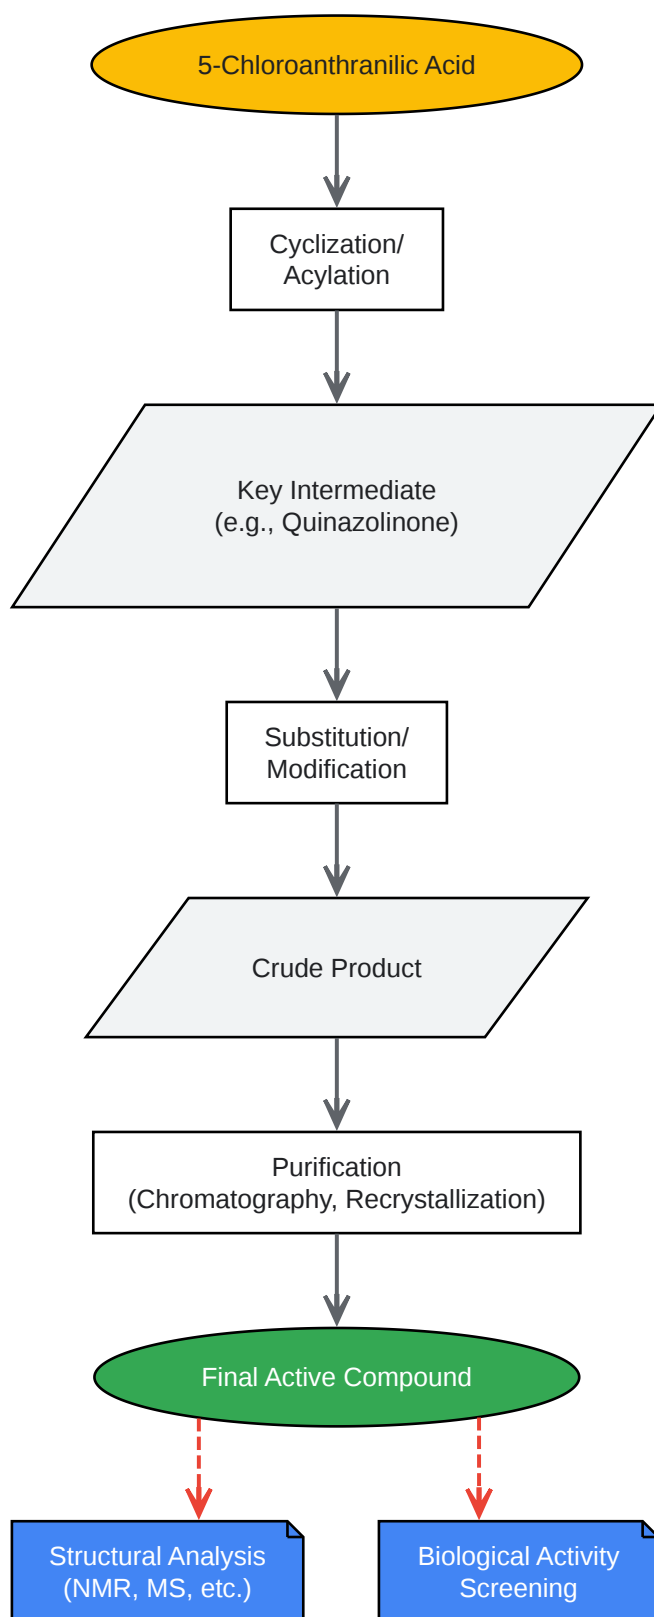 5-Chloroanthranilic Acid
Cyclization/
Acylation
Key Intermediate
(e.g., Quinazolinone)
Substitution/
Modification
Crude Product
Purification
(Chromatography, Recrystallization)
Final Active Compound
Structural Analysis
(NMR, MS, etc.)
Biological Activity
Screening